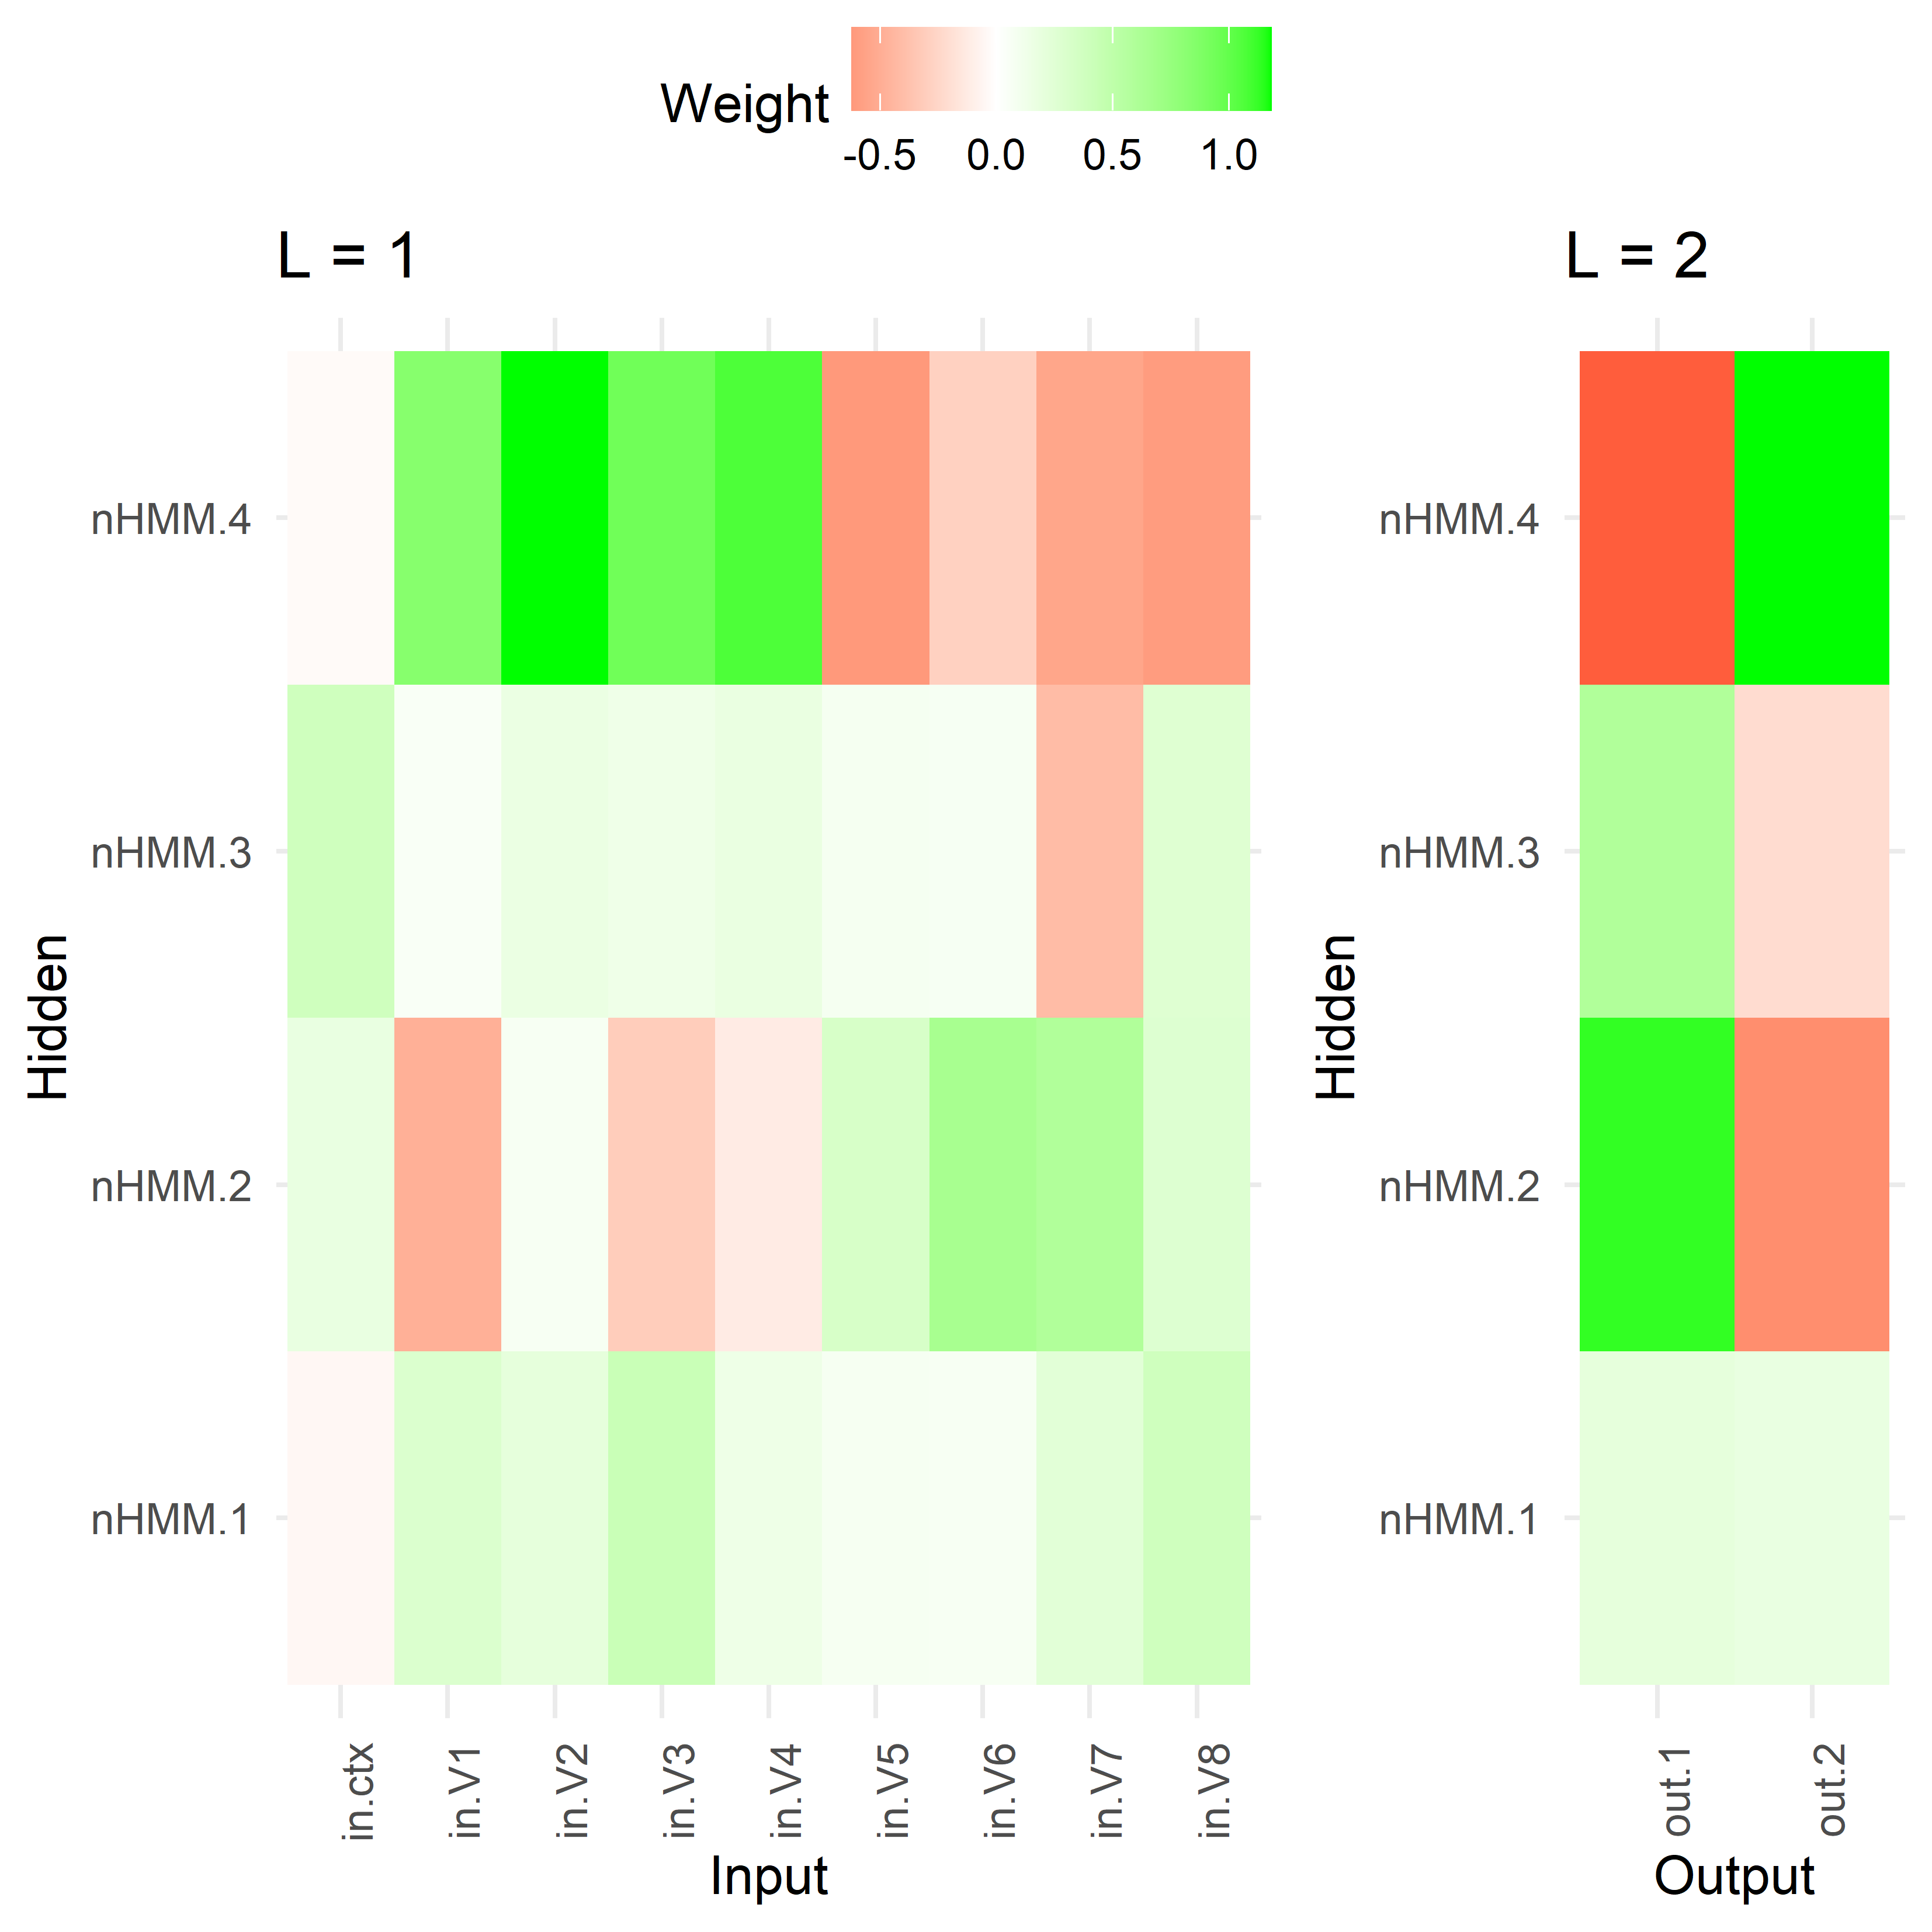 Weight
-0.5 0.0 0.5 1.0
L = 1
nHMM.4
nHMM.3
nHMM.2
nHMM.1
Hidden
in.ctx in.V1 in.V2 in.V3 in.V4 in.V5 in.V6 in.V7 in.V8
Input
L = 2
nHMM.4
nHMM.3
nHMM.2
nHMM.1
Hidden
out.1 out.2
Output